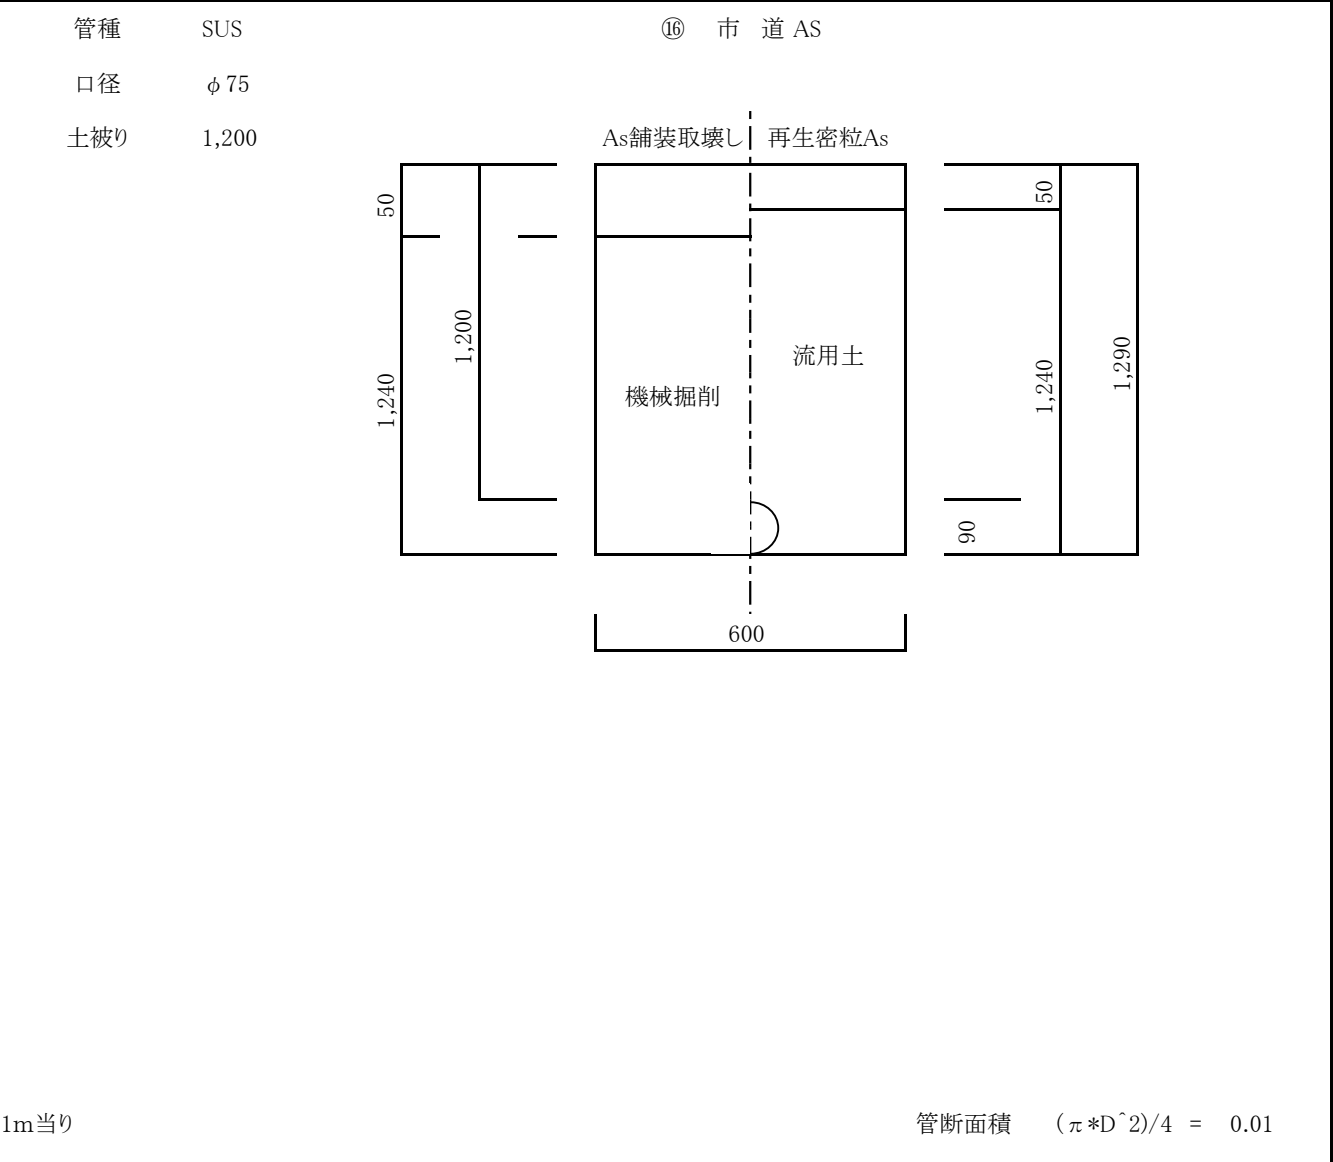 管種 SUS ⑯ 市 道 AS
口径 φ75
土被り 1,200
As舗装取壊し 再生密粒As
50
50
1,200
1,240
流用土
機械掘削
1,240
1,290
90
600
1m当り 管断面積 (π*D^2)/4 = 0.01